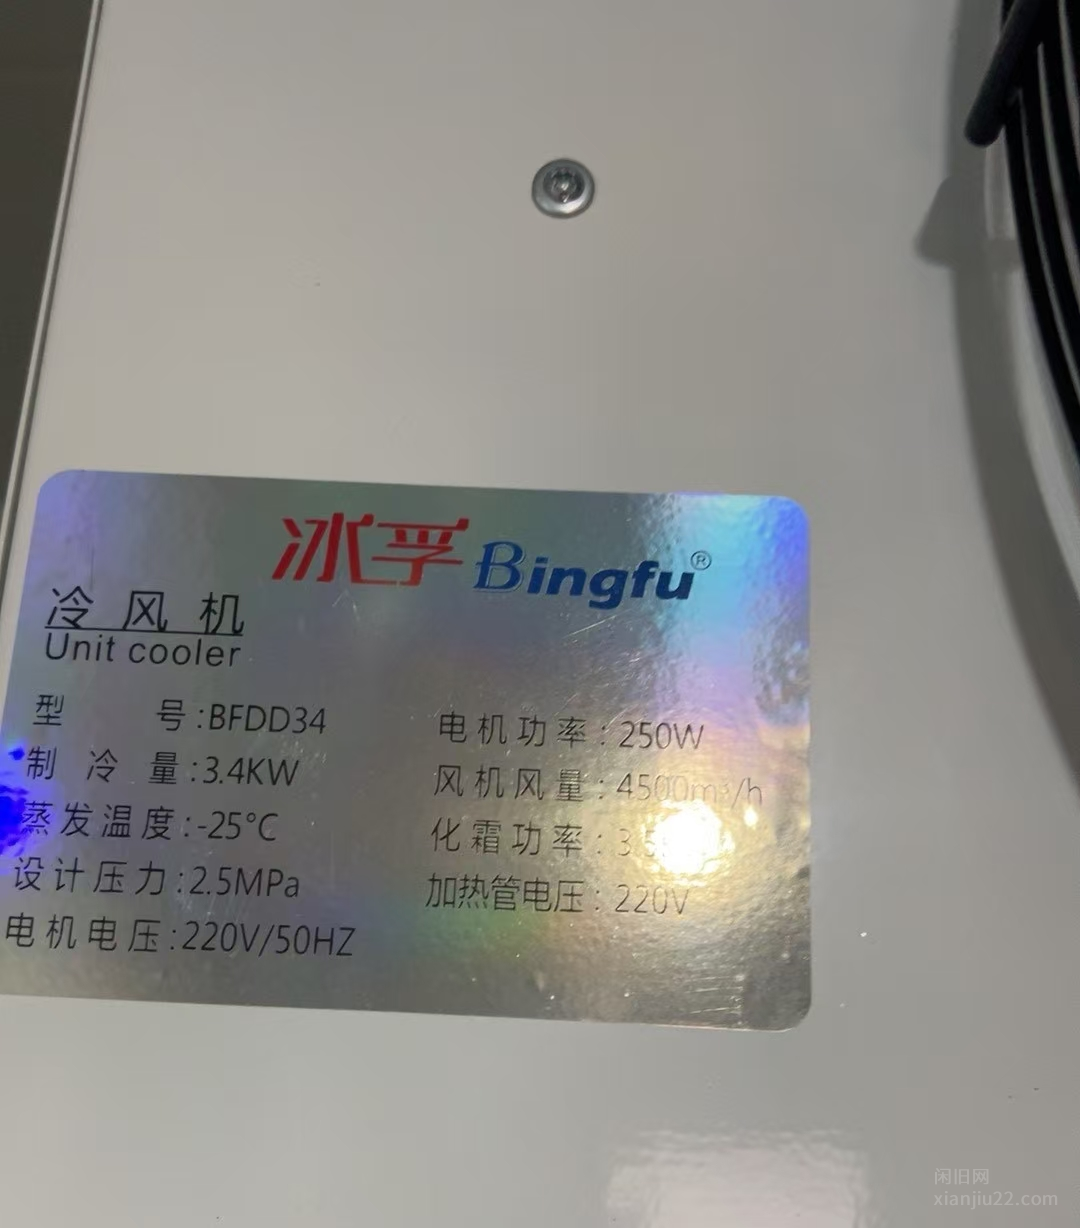 冰孚 Bingfu®
冷风机
Unit cooler
型 号:BFDD34
制冷量:3.4KW
蒸发温度:-25℃
设计压力:2.5MPa
电机电压:220V/50HZ
电机功率:250W
风机风量:4500m³/h
化霜功率:
加热管电压:220V
闲旧网
xianjiu22.com